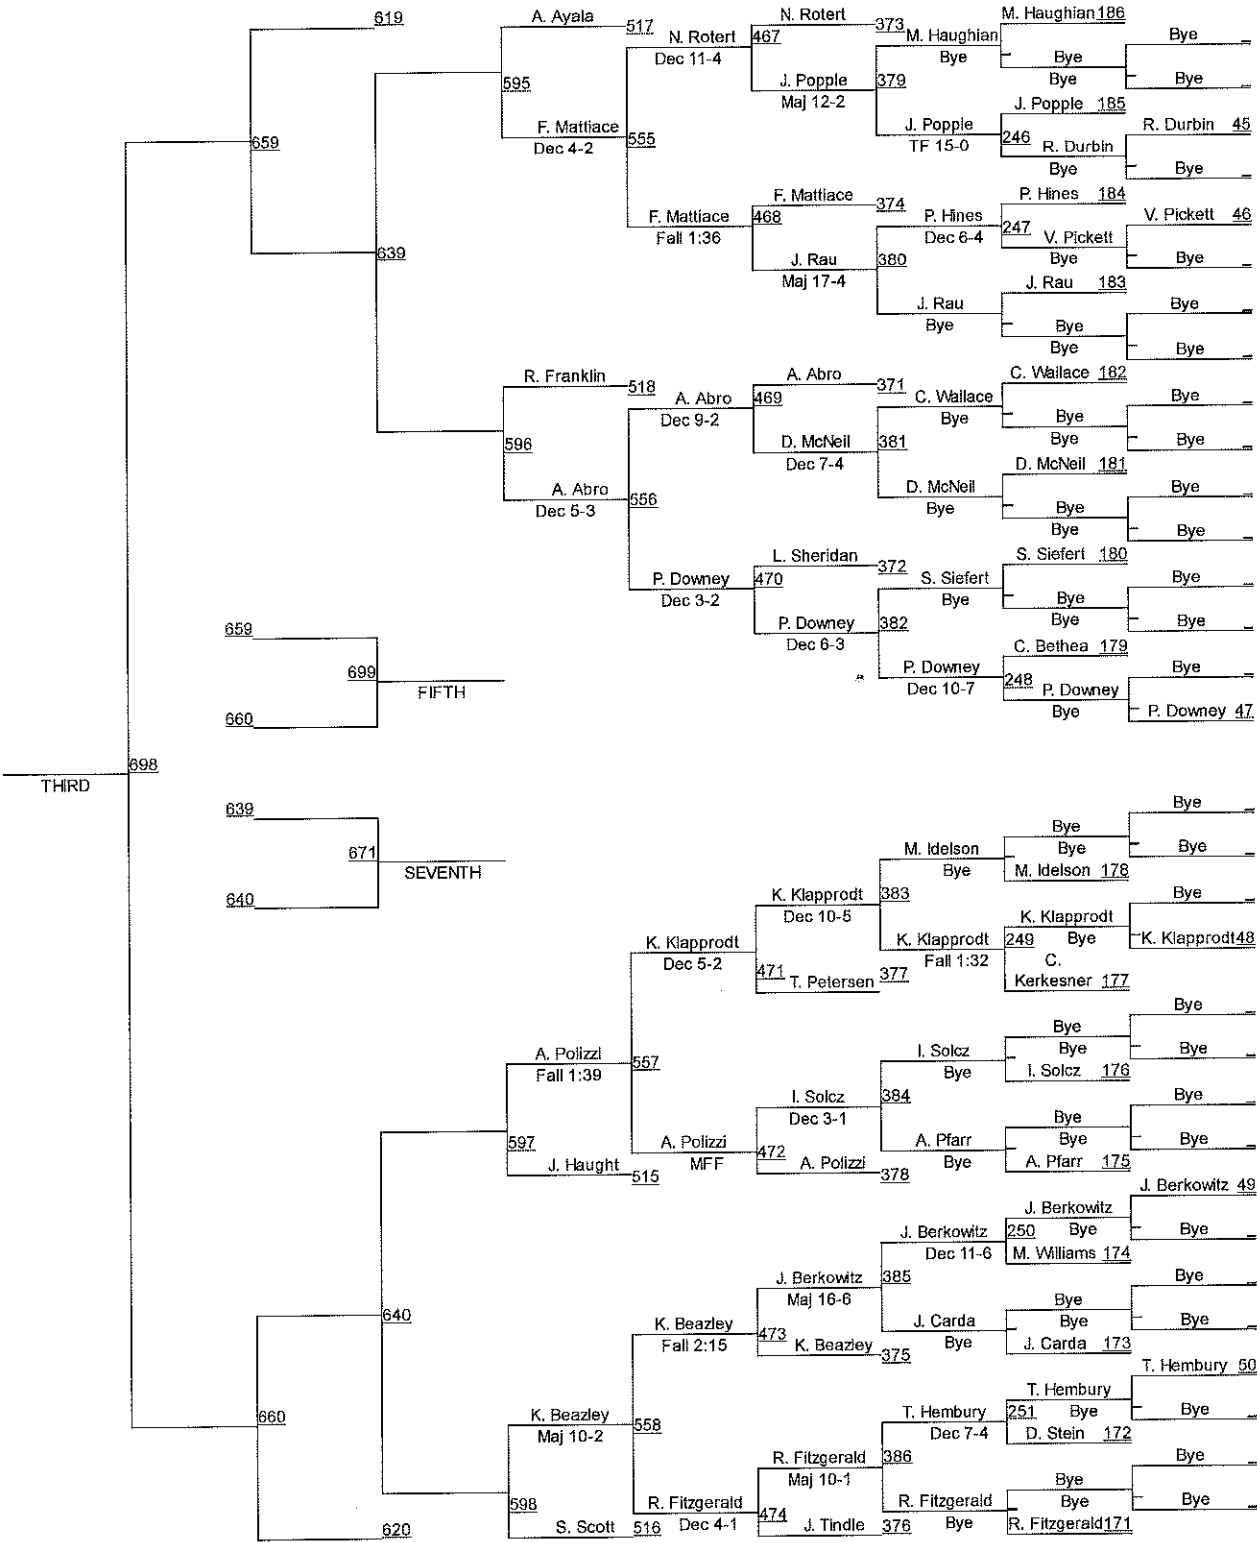 619
A. Ayala
517
N. Rotert
Dec 11-4
467
N. Rotert
373
M. Haughian
Bye
M. Haughian 186
Bye
Bye
Bye
Bye
595
J. Popple
Maj 12-2
379
J. Popple 185
F. Mattiace
Dec 4-2
555
J. Popple
TF 15-0
246
R. Durbin
Bye
R. Durbin 45
Bye
659
F. Mattiace
Fall 1:36
468
F. Mattiace
374
P. Hines
Dec 6-4
P. Hines 184
247
V. Pickett
Bye
V. Pickett 46
Bye
639
J. Rau
Maj 17-4
380
J. Rau 183
J. Rau
Bye
Bye
Bye
Bye
Bye
R. Franklin
518
A. Abro
Dec 9-2
469
A. Abro
371
C. Wallace
Bye
C. Wallace 182
Bye
Bye
Bye
Bye
596
D. McNeil
Dec 7-4
381
D. McNeil 181
A. Abro
Dec 5-3
556
D. McNeil
Bye
Bye
Bye
Bye
Bye
P. Downey
Dec 3-2
470
L. Sheridan
372
S. Siefert
Bye
S. Siefert 180
Bye
Bye
Bye
Bye
P. Downey
Dec 6-3
382
C. Bethea 179
P. Downey
Dec 10-7
248
P. Downey
Bye
Bye
P. Downey 47
659
699
FIFTH
660
698
THIRD
639
671
SEVENTH
640
M. Idelson
Bye
Bye
Bye
M. Idelson 178
Bye
Bye
K. Klapprodt
Dec 10-5
383
K. Klapprodt
Dec 5-2
471
T. Petersen
377
K. Klapprodt
Fall 1:32
249
K. Klapprodt
Bye
C.
Kerkesner 177
Bye
K. Klapprodt 48
A. Polizzi
Fall 1:39
557
I. Solcz
Dec 3-1
384
I. Solcz
Bye
Bye
Bye
I. Solcz 176
Bye
Bye
597
J. Haught
515
A. Polizzi
MFF
472
A. Polizzi
378
A. Pfarr
Bye
Bye
Bye
A. Pfarr 175
Bye
Bye
J. Berkowitz
Dec 11-6
250
J. Berkowitz
Bye
M. Williams 174
J. Berkowitz 49
Bye
640
K. Beazley
Fall 2:15
473
J. Berkowitz
Maj 16-6
385
K. Beazley
375
J. Carda
Bye
Bye
Bye
J. Carda 173
Bye
Bye
660
K. Beazley
Maj 10-2
558
T. Hembury
Dec 7-4
251
T. Hembury
Bye
D. Stein 172
T. Hembury 50
Bye
598
S. Scott
516
R. Fitzgerald
Dec 4-1
474
R. Fitzgerald
Maj 10-1
386
J. Tindle
376
R. Fitzgerald
Bye
Bye
Bye
R. Fitzgerald 171
Bye
Bye
620